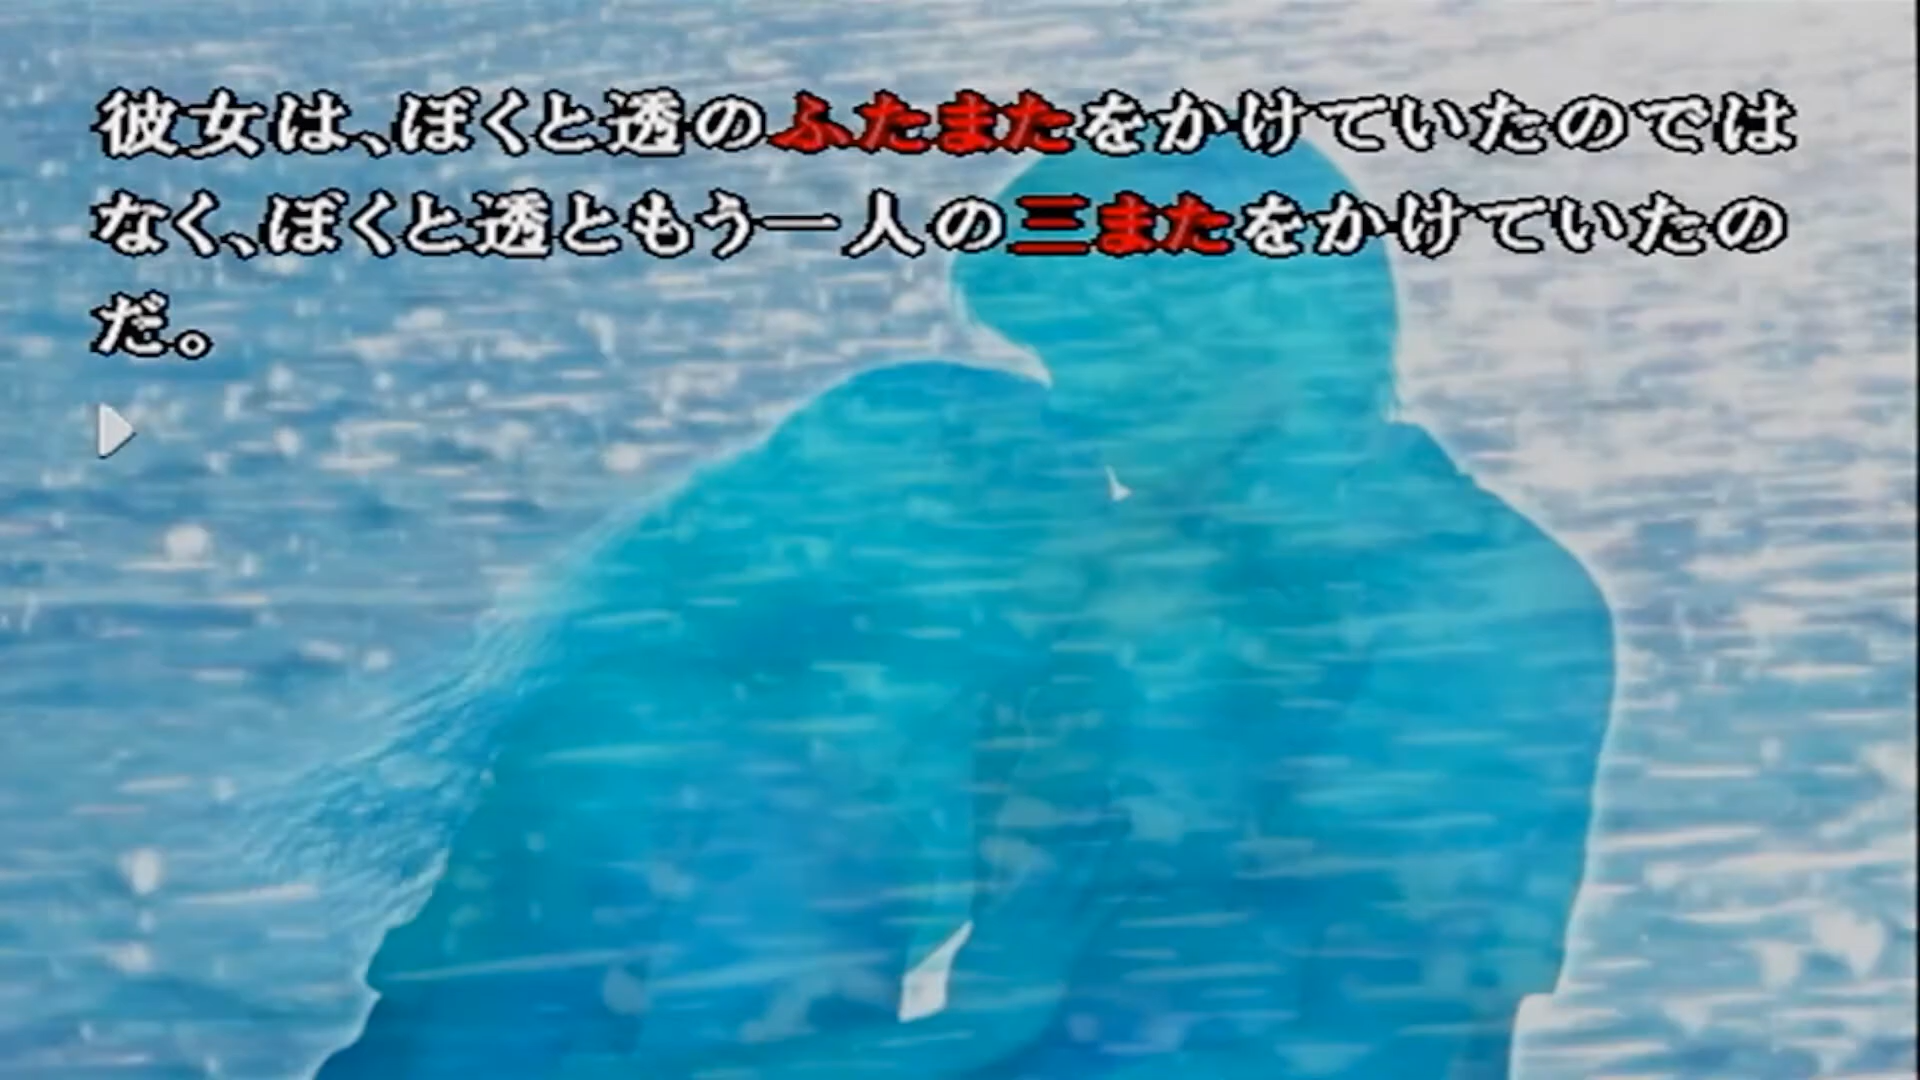 彼女は、ぼくと透のふたまたをかけていたのでは
なく、ぼくと透ともう一人の三またをかけていたの
だ。